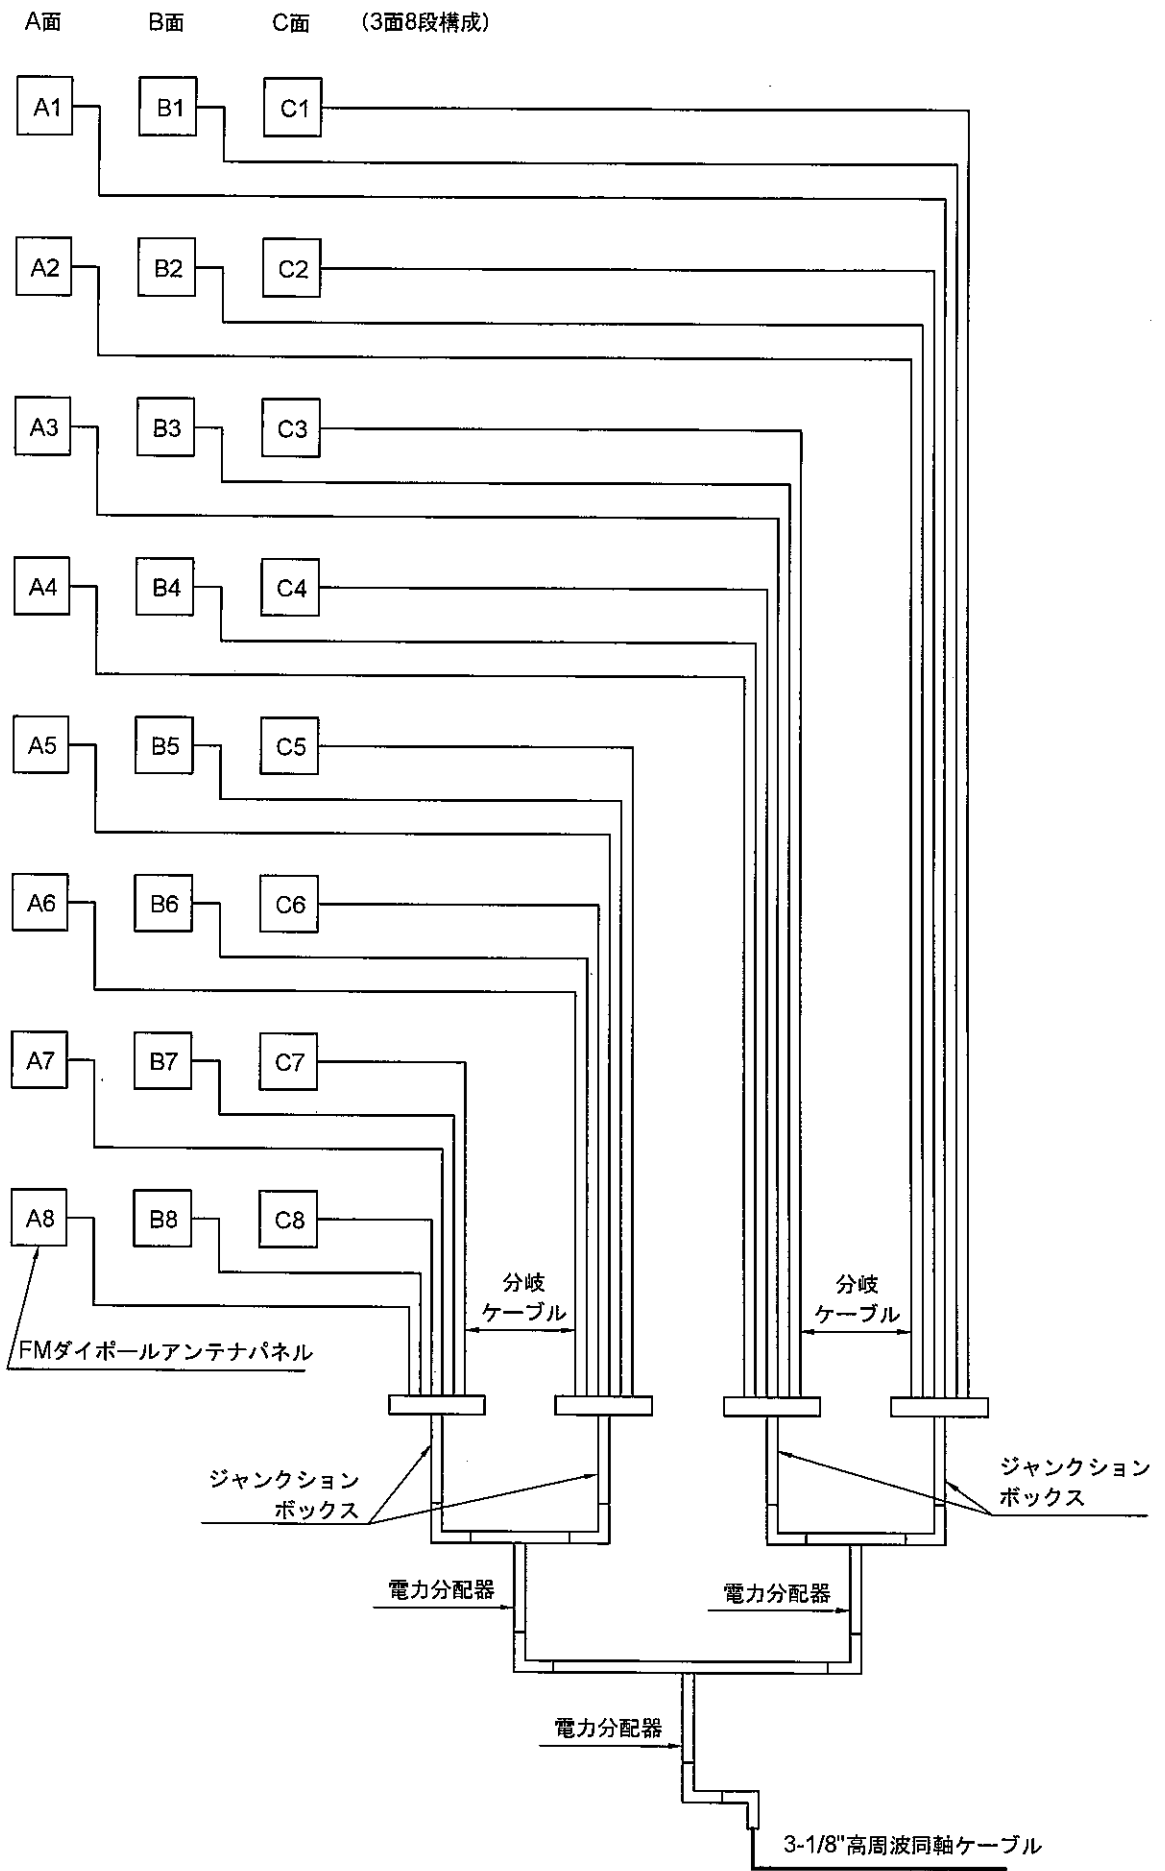 A面 B面 C面 (3面8段構成)
A1 B1 C1
A2 B2 C2
A3 B3 C3
A4 B4 C4
A5 B5 C5
A6 B6 C6
A7 B7 C7
A8 B8 C8
分岐
ケーブル
分岐
ケーブル
FMダイポールアンテナパネル
ジャンクション
ボックス
ジャンクション
ボックス
電力分配器
電力分配器
電力分配器
3-1/8"高周波同軸ケーブル